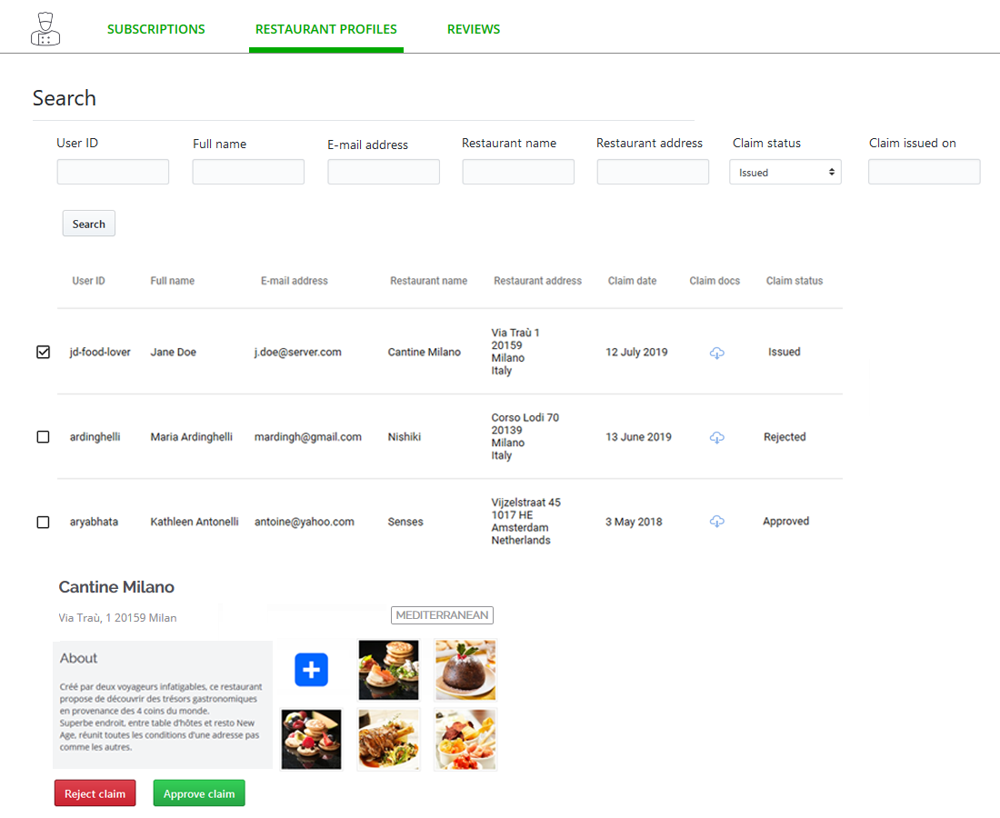 SUBSCRIPTIONS RESTAURANT PROFILES REVIEWS
Search
User ID Full name E-mail address Restaurant name Restaurant address Claim status Claim issued on
Issued
Search
User ID Full name E-mail address Restaurant name Restaurant address Claim date Claim docs Claim status
jd-food-lover Jane Doe j.doe@server.com Cantine Milano Via Traù 1 12 July 2019 Issued
20159
Milano
Italy
ardinghelli Maria Ardinghelli mardingh@gmail.com Nishiki Corso Lodi 70 13 June 2019 Rejected
20139
Milano
Italy
aryabhata Kathleen Antonelli antoine@yahoo.com Senses Vijzelstraat 45 3 May 2018 Approved
1017 HE
Amsterdam
Netherlands
Cantine Milano
Via Traù, 1 20159 Milan MEDITERRANEAN
About
Créé par deux voyageurs infatigables, ce restaurant
propose de découvrir des trésors gastronomiques
en provenance des 4 coins du monde.
Superbe endroit, entre table d'hôtes et resto New
Age, réunit toutes les conditions d'une adresse pas
comme les autres.
Reject claim Approve claim